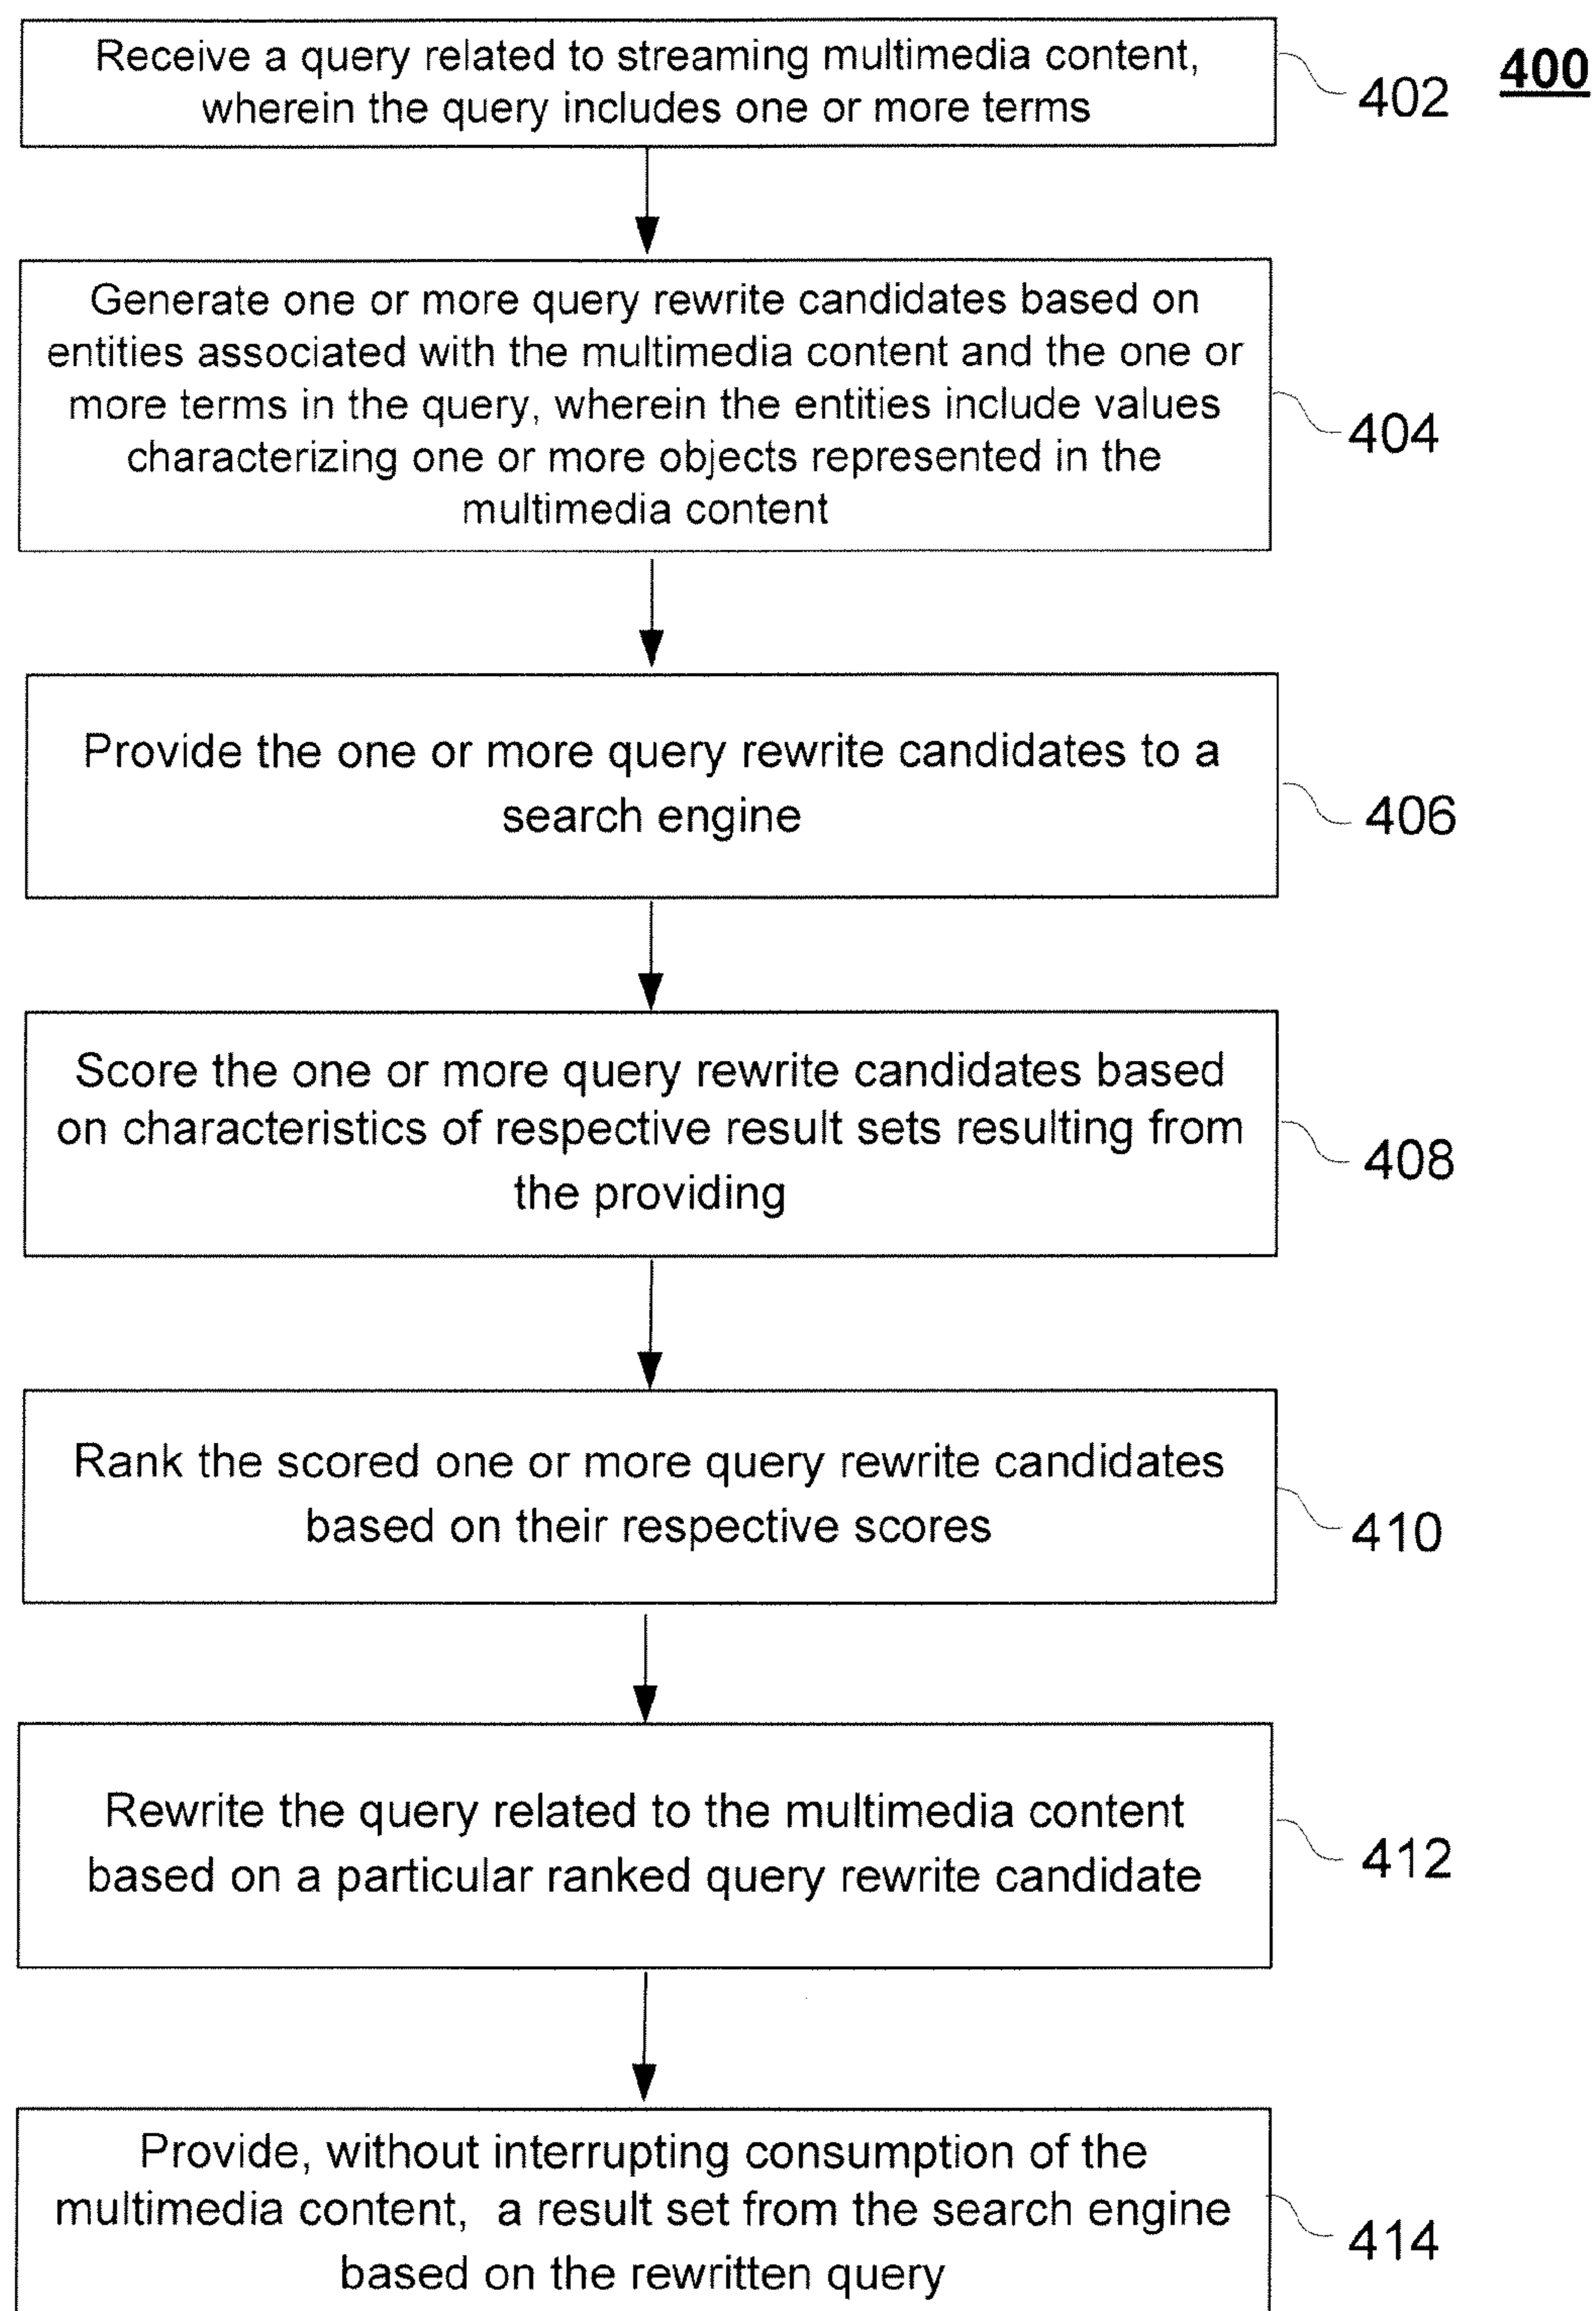 Receive a query related to streaming multimedia content,
wherein the query includes one or more terms
402
400
Generate one or more query rewrite candidates based on
entities associated with the multimedia content and the one or
more terms in the query, wherein the entities include values
characterizing one or more objects represented in the
multimedia content
404
Provide the one or more query rewrite candidates to a
search engine
406
Score the one or more query rewrite candidates based
on characteristics of respective result sets resulting from
the providing
408
Rank the scored one or more query rewrite candidates
based on their respective scores
410
Rewrite the query related to the multimedia content
based on a particular ranked query rewrite candidate
412
Provide, without interrupting consumption of the
multimedia content, a result set from the search engine
based on the rewritten query
414